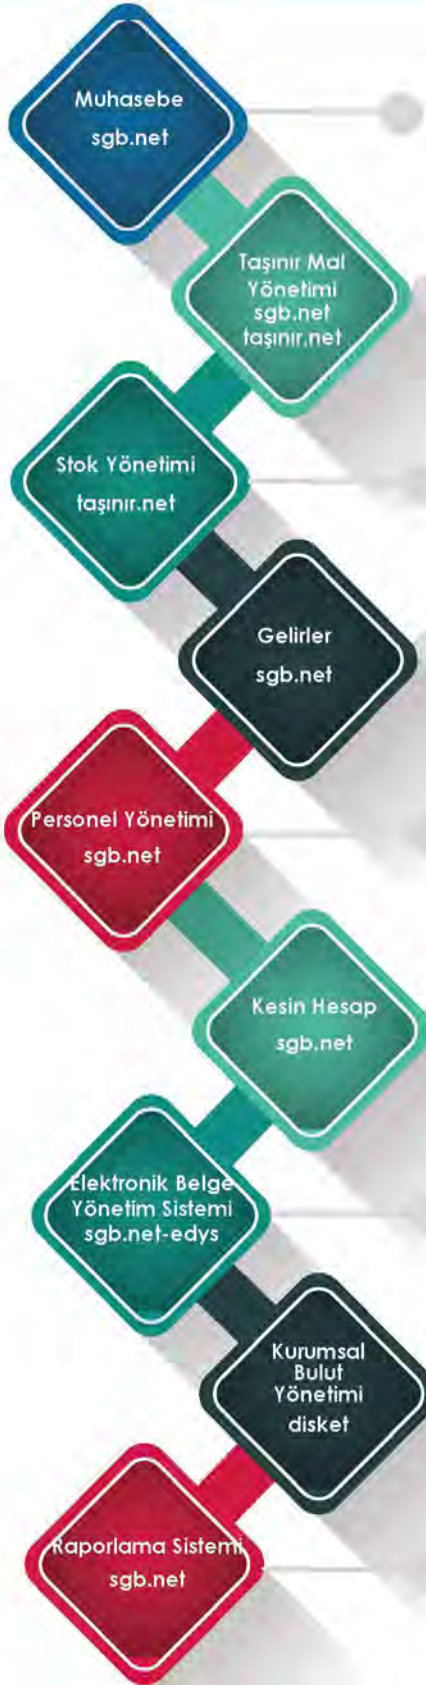 Muhasebe
sgb.net
Taşınır Mal
Yönetimi
sgb.net
taşınır.net
Stok Yönetimi
taşınır.net
Gelirler
sgb.net
Personel Yönetimi
sgb.net
Kesin Hesap
sgb.net
Elektronik Belge
Yönetim Sistemi
sgb.net-edys
Kurumsal
Bulut
Yönetimi
disket
Raporlama Sistemi
sgb.net